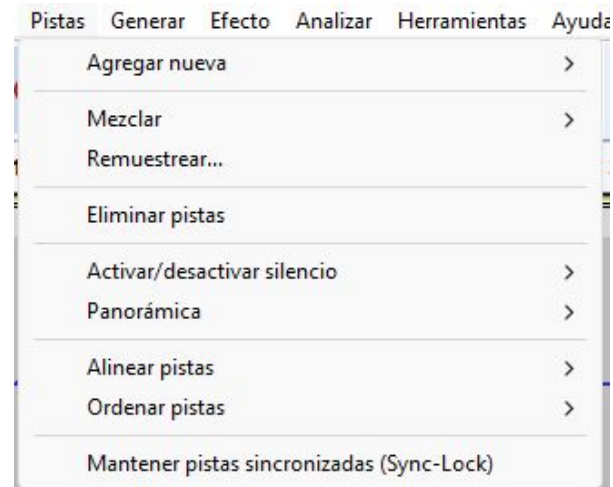 Pistas Generar Efecto Analizar Herramientas Ayuda
Agregar nueva
Mezclar
Remuestrear...
Eliminar pistas
Activar/desactivar silencio
Panorámica
Alinear pistas
Ordenar pistas
Mantener pistas sincronizadas (Sync-Lock)